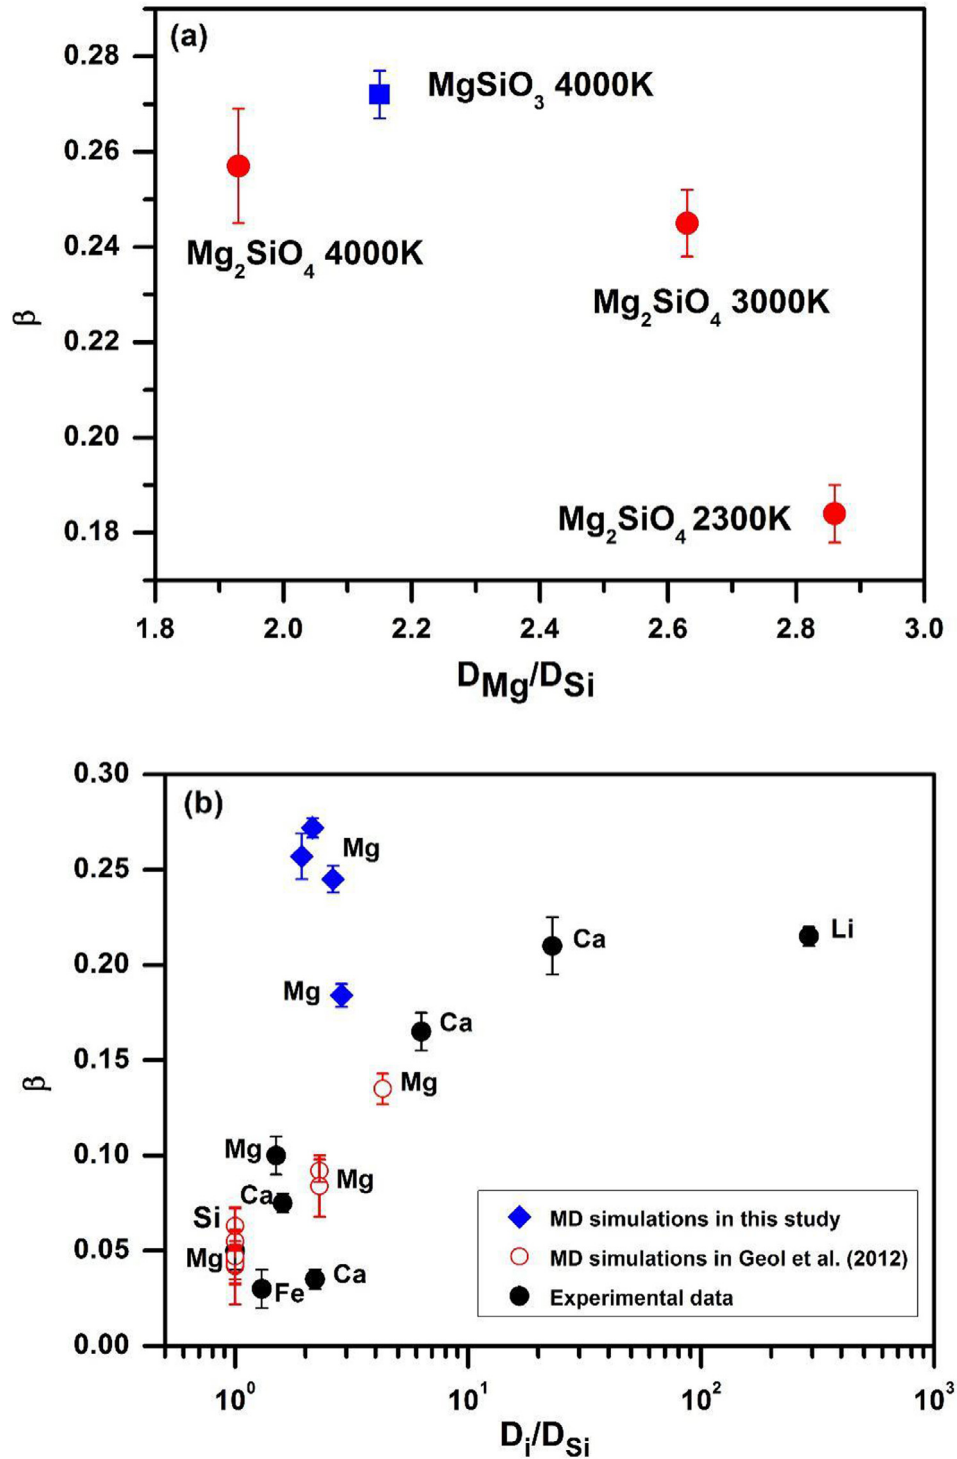 (a)
0.28
0.26
0.24
0.22
0.20
0.18
β
MgSiO3 4000K
Mg2SiO4 4000K
Mg2SiO4 3000K
Mg2SiO4 2300K
1.8 2.0 2.2 2.4 2.6 2.8 3.0
DMg/DSi
(b)
0.30
0.25
0.20
0.15
0.10
0.05
0.00
β
Mg
Li
Ca
Mg
Ca
Mg
Mg
Mg
Ca
Si
Mg
Ca
Fe
MD simulations in this study
MD simulations in Geol et al. (2012)
Experimental data
10^0 10^1 10^2 10^3
Di/DSi